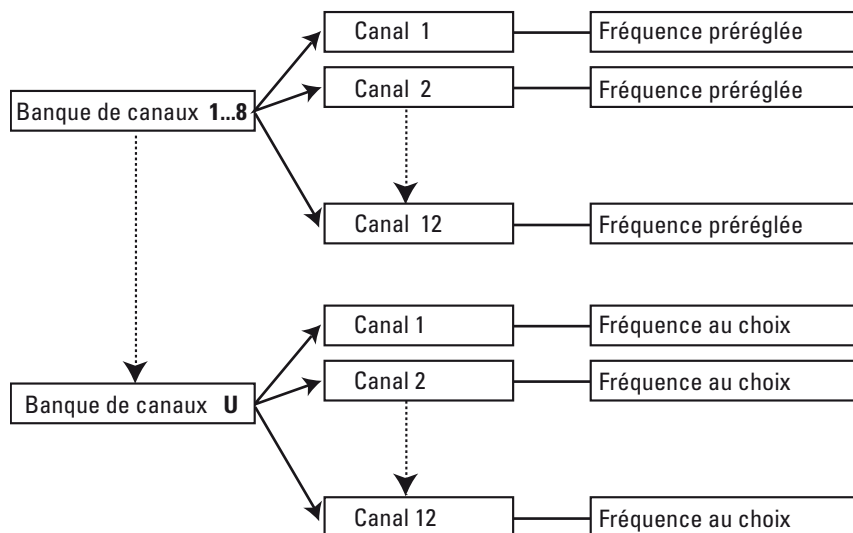 Canal 1
Fréquence préréglée
Canal 2
Fréquence préréglée
Banque de canaux 1...8
Canal 12
Fréquence préréglée
Canal 1
Fréquence au choix
Canal 2
Fréquence au choix
Banque de canaux U
Canal 12
Fréquence au choix